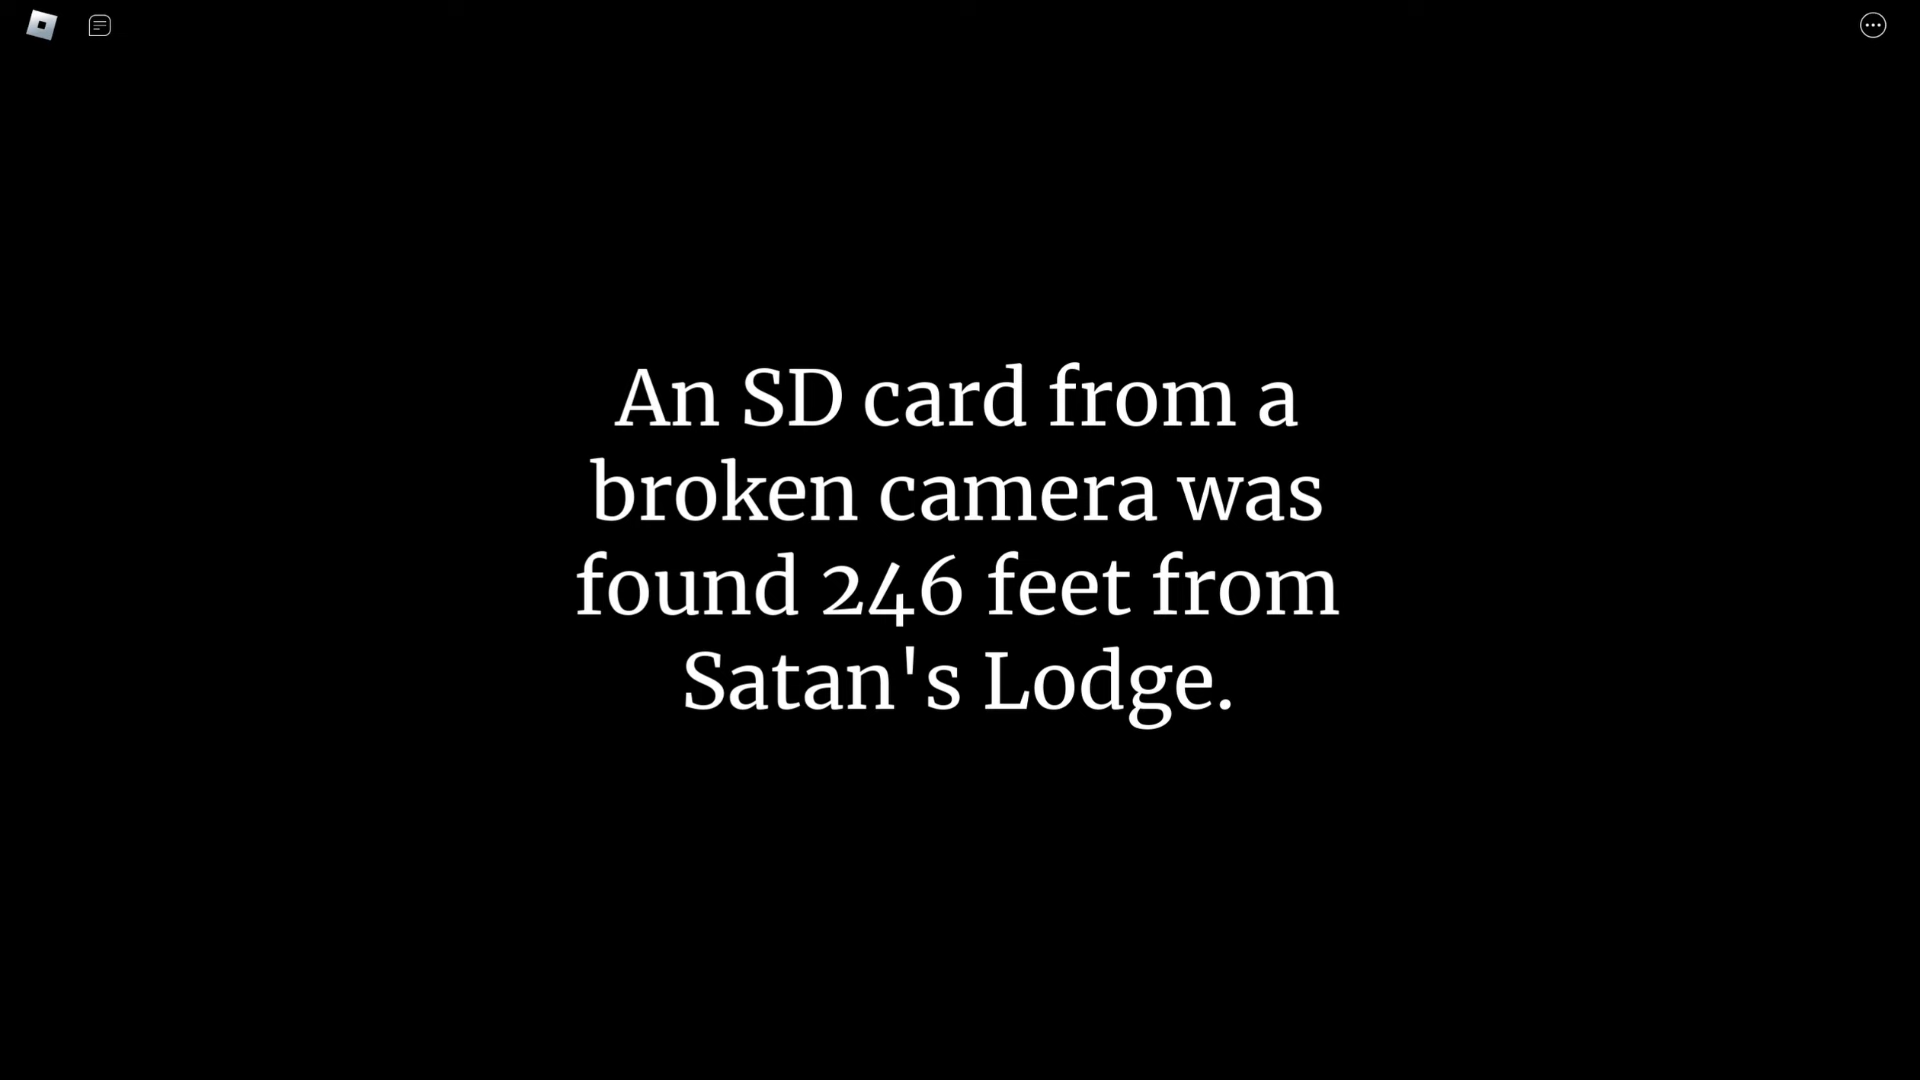 An SD card from a
broken camera was
found 246 feet from
Satan's Lodge.